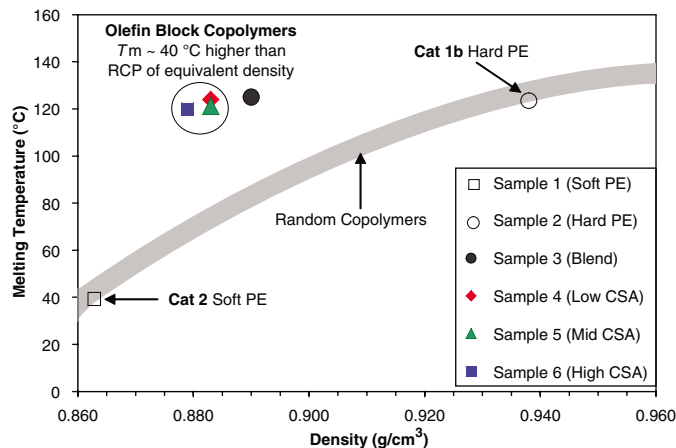 Olefin Block Copolymers
Tm ~ 40 °C higher than
RCP of equivalent density
Cat 1b Hard PE
Random Copolymers
Cat 2 Soft PE
Sample 1 (Soft PE)
Sample 2 (Hard PE)
Sample 3 (Blend)
Sample 4 (Low CSA)
Sample 5 (Mid CSA)
Sample 6 (High CSA)
Melting Temperature (°C)
160
140
120
100
80
60
40
20
0
0.860
0.880
0.900
0.920
0.940
0.960
Density (g/cm³)